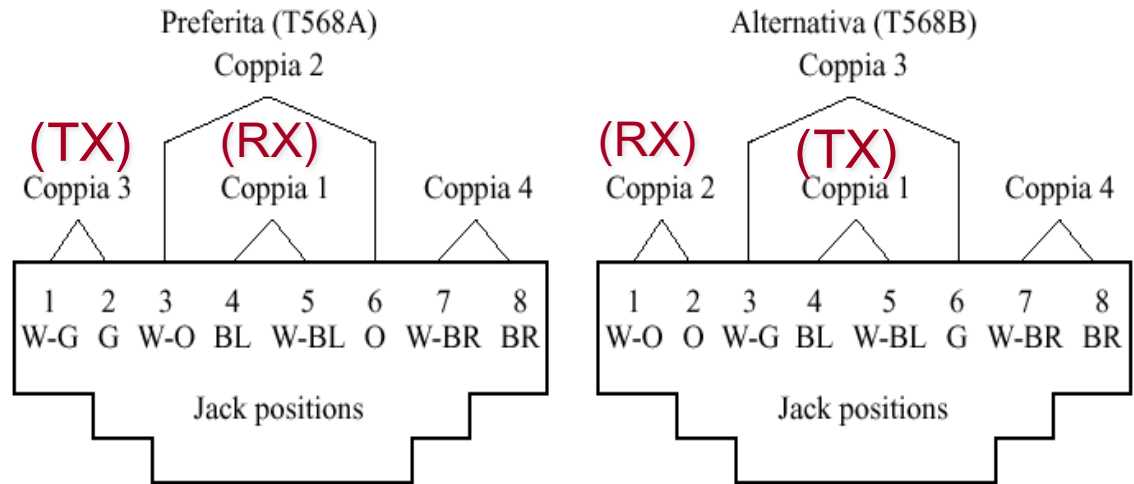 Preferita (T568A)
Coppia 2
(TX) (RX)
Coppia 3 Coppia 1 Coppia 4
1 2 3 4 5 6 7 8
W-G G W-O BL W-BL O W-BR BR
Jack positions
Alternativa (T568B)
Coppia 3
(RX) (TX)
Coppia 2 Coppia 1 Coppia 4
1 2 3 4 5 6 7 8
W-O O W-G BL W-BL G W-BR BR
Jack positions